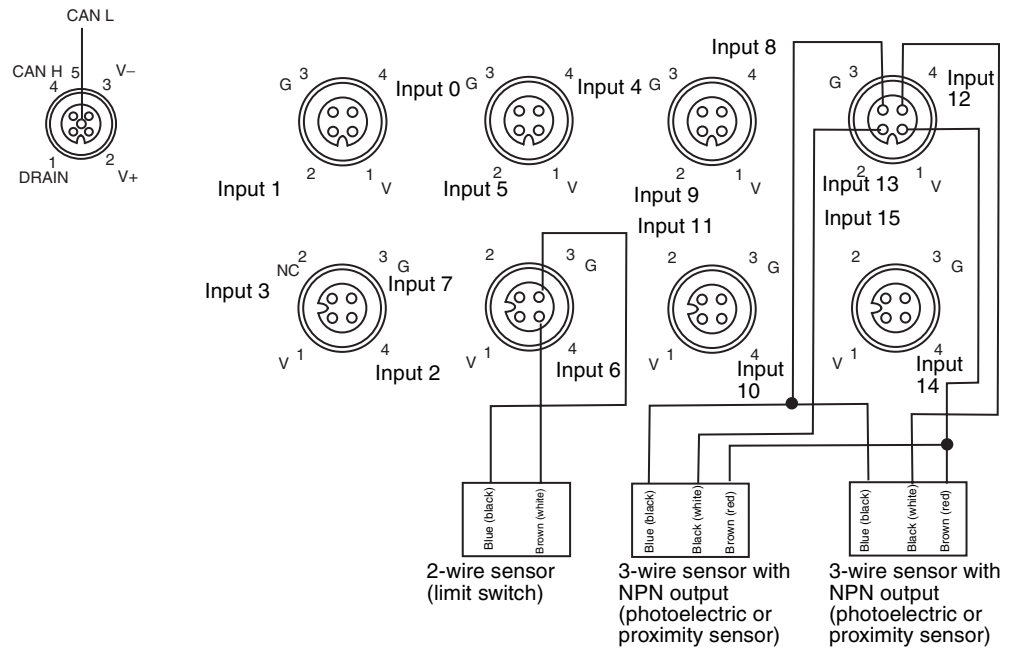 CAN L
CAN H 5 V–
4 3
1 2
DRAIN V+
Input 8
G 3 4 Input 0 G 3 4 Input 4 G 3 4 G 3 4 Input
12
Input 1 2 1 V Input 5 2 1 V Input 9 2 1 V Input 13 2 1 V
Input 11 Input 15
NC 2 3 G 2 3 G 2 3 G 2 3 G
Input 3 Input 7
V 1 4 V 1 4 V 1 4 V 1 4
Input 2 Input 6 Input
10 Input
14
Blue (black) Brown (white)
Blue (black) Black (white) Brown (red)
Blue (black) Black (white) Brown (red)
2-wire sensor
(limit switch)
3-wire sensor with
NPN output
(photoelectric or
proximity sensor)
3-wire sensor with
NPN output
(photoelectric or
proximity sensor)